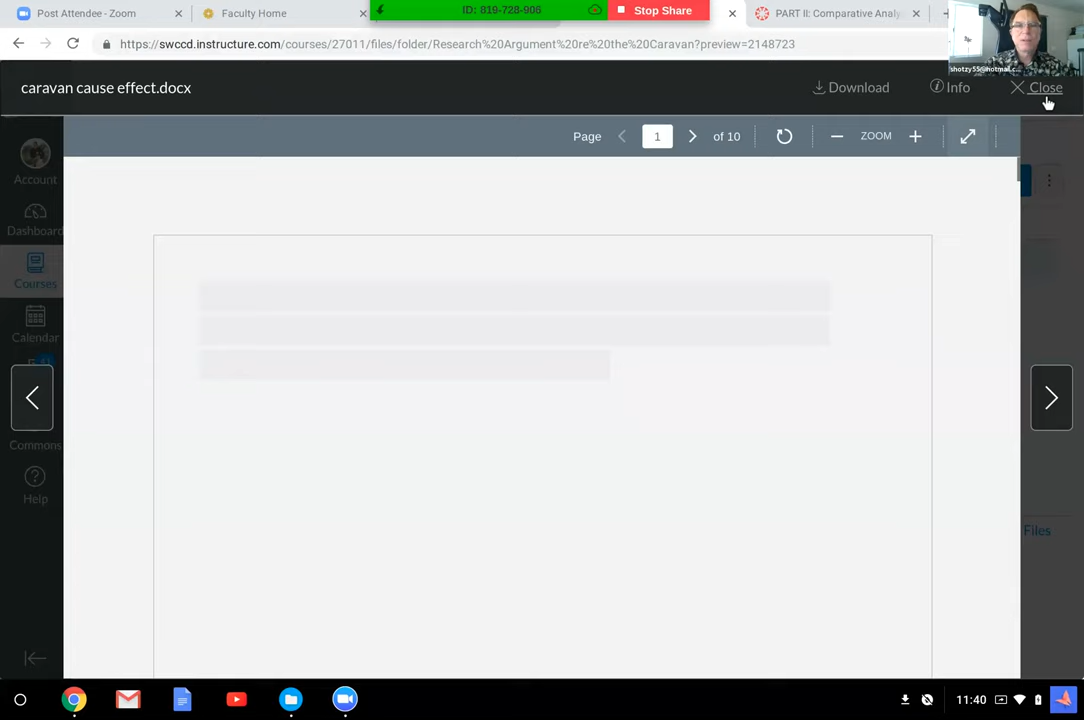 Post Attendee - Zoom
Faculty Home
ID: 819-728-906
Stop Share
PART II: Comparative Analy
https://swccd.instructure.com/courses/27011/files/folder/Research%20Argument%20re%20the%20Caravan?preview=2148723
caravan cause effect.docx
Download
Info
Close
Page
1
of 10
ZOOM
Account
Dashboard
Courses
Calendar
Commons
Help
Files
11:40